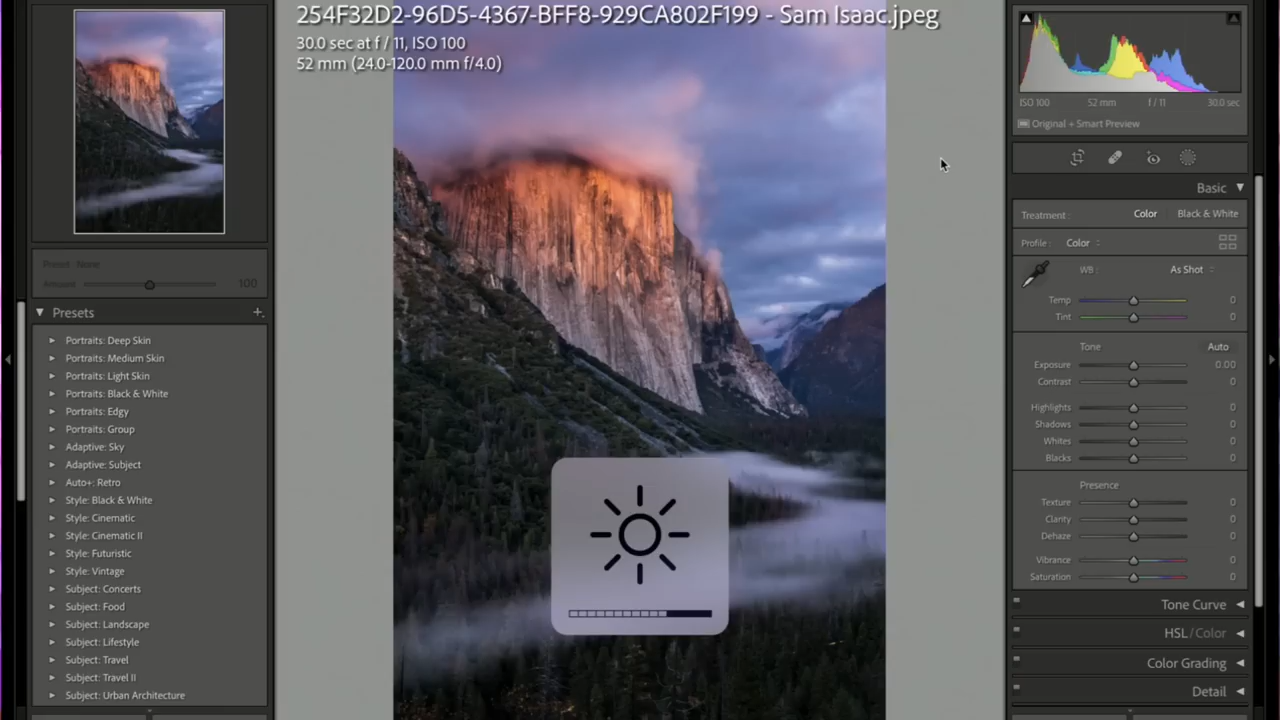 254F32D2-96D5-4367-BFF8-929CA802F199 - Sam Isaac.jpeg
30.0 sec at f / 11, ISO 100
52 mm (24.0-120.0 mm f/4.0)
Preset: None
Amount 100
Presets
Portraits: Deep Skin
Portraits: Medium Skin
Portraits: Light Skin
Portraits: Black & White
Portraits: Edgy
Portraits: Group
Adaptive: Sky
Adaptive: Subject
Auto+: Retro
Style: Black & White
Style: Cinematic
Style: Cinematic II
Style: Futuristic
Style: Vintage
Subject: Concerts
Subject: Food
Subject: Landscape
Subject: Lifestyle
Subject: Travel
Subject: Travel II
Subject: Urban Architecture
ISO 100 52 mm f / 11 30.0 sec
Original + Smart Preview
Basic
Treatment: Color Black & White
Profile: Color
WB: As Shot
Temp 0
Tint 0
Tone Auto
Exposure 0.00
Contrast 0
Highlights 0
Shadows 0
Whites 0
Blacks 0
Presence
Texture 0
Clarity 0
Dehaze 0
Vibrance 0
Saturation 0
Tone Curve
HSL / Color
Color Grading
Detail